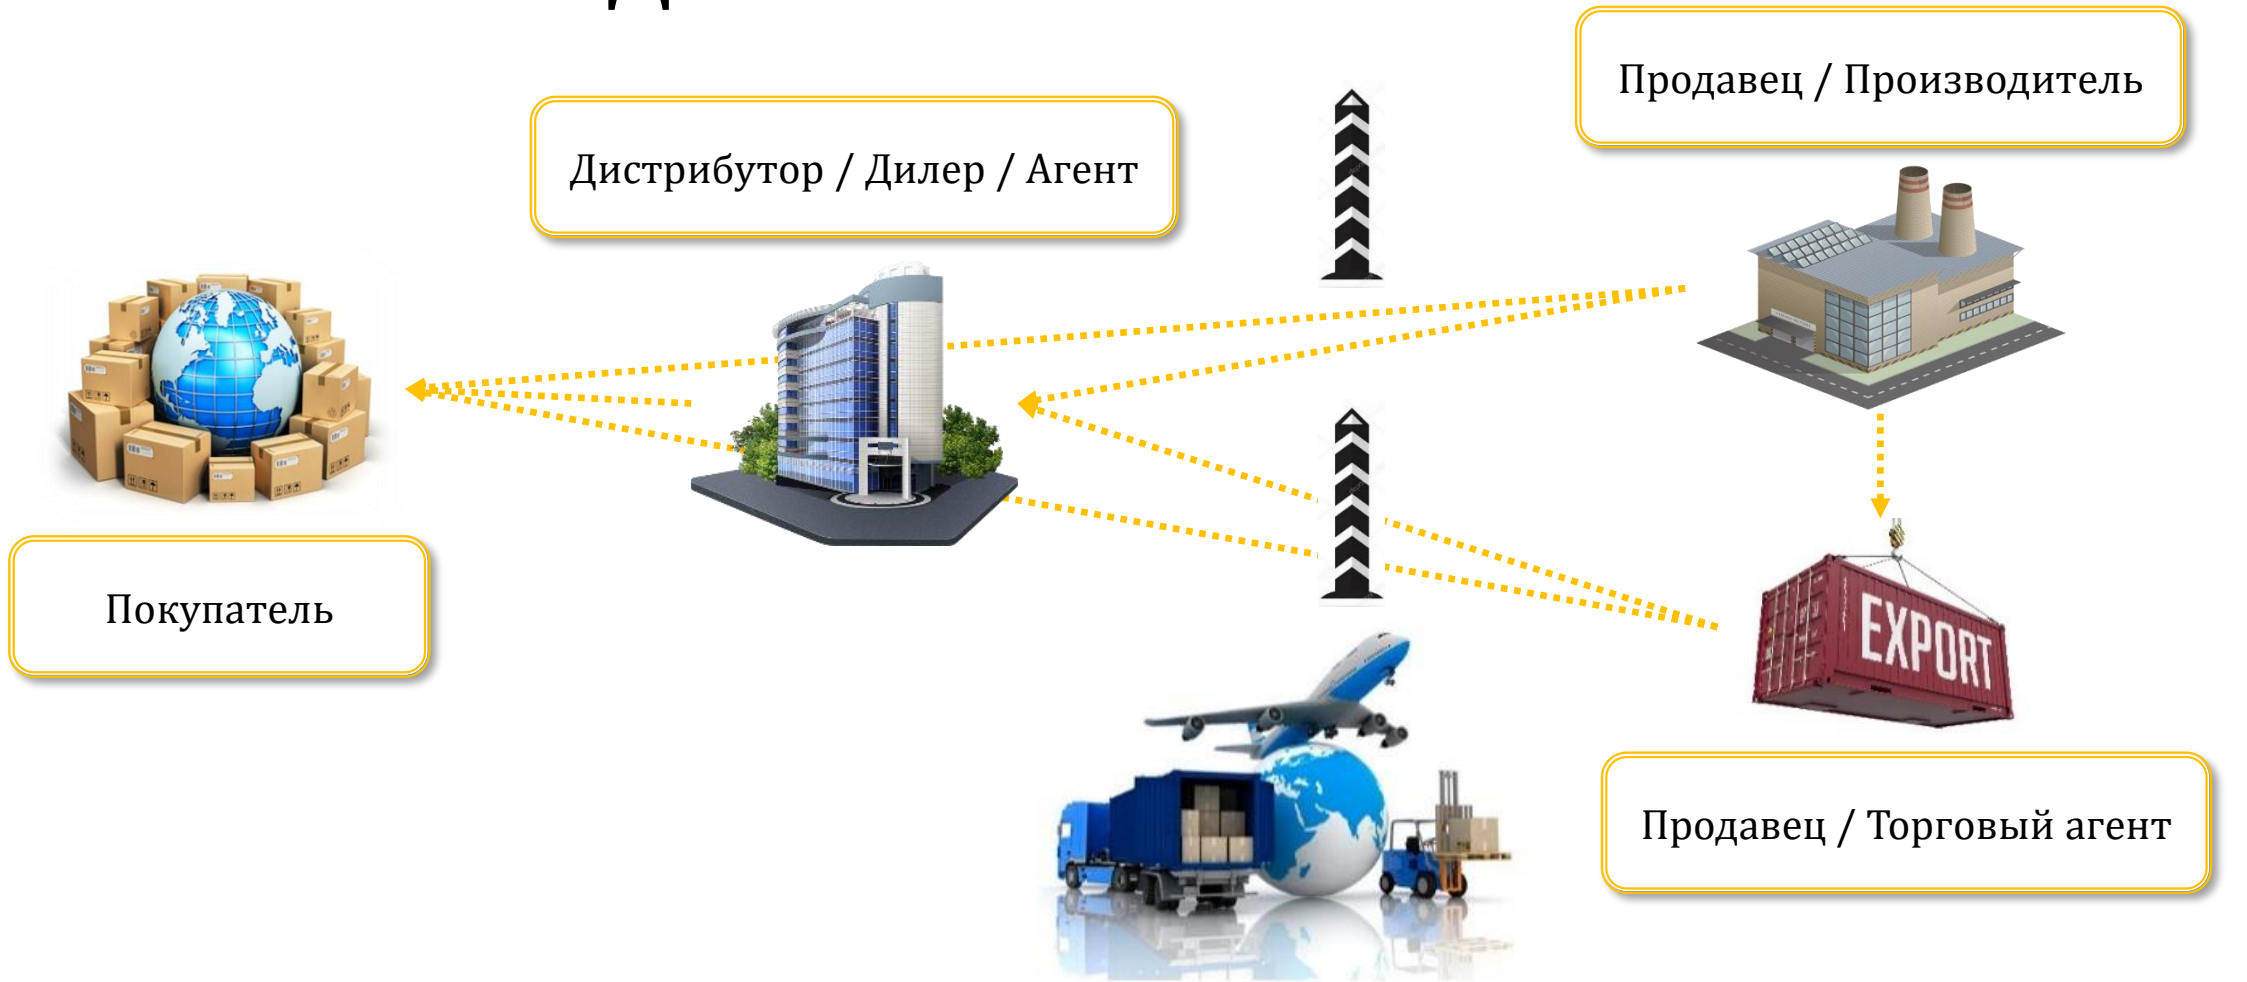 Продавец / Производитель
Дистрибутор / Дилер / Агент
Покупатель
EXPORT
Продавец / Торговый агент